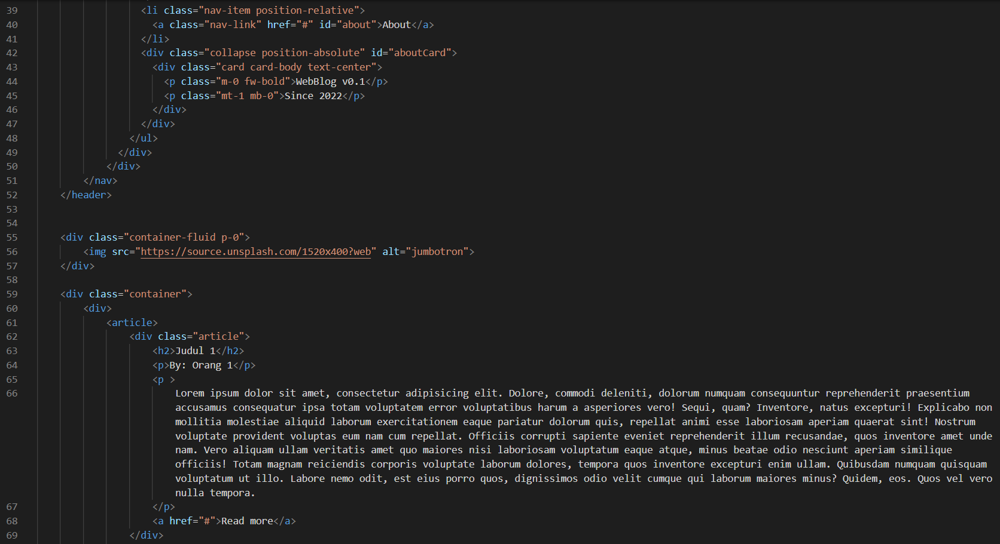 39 <li class="nav-item position-relative">
40 <a class="nav-link" href="#" id="about">About</a>
41 </li>
42 <div class="collapse position-absolute" id="aboutCard">
43 <div class="card card-body text-center">
44 <p class="m-0 fw-bold">WebBlog v0.1</p>
45 <p class="mt-1 mb-0">Since 2022</p>
46 </div>
47 </div>
48 </ul>
49 </div>
50 </div>
51 </nav>
52 </header>
53
54
55 <div class="container-fluid p-0">
56 <img src="https://source.unsplash.com/1520x400?web" alt="jumbotron">
57 </div>
58
59 <div class="container">
60 <div>
61 <article>
62 <div class="article">
63 <h2>Judul 1</h2>
64 <p>By: Orang 1</p>
65 <p >
66 Lorem ipsum dolor sit amet, consectetur adipisicing elit. Dolore, commodi deleniti, dolorum numquam consequuntur reprehenderit praesentium
accusamus consequatur ipsa totam voluptatem error voluptatibus harum a asperiores vero! Sequi, quam? Inventore, natus excepturi! Explicabo non
mollitia molestiae aliquid laborum exercitationem eaque pariatur dolorum quis, repellat animi esse laboriosam aperiam quaerat sint! Nostrum
voluptate provident voluptas eum nam cum repellat. Officiis corrupti sapiente eveniet reprehenderit illum recusandae, quos inventore amet unde
nam. Vero aliquam ullam veritatis amet quo maiores nisi laboriosam voluptatum eaque atque, minus beatae odio nesciunt aperiam similique
officiis! Totam magnam reiciendis corporis voluptate laborum dolores, tempora quos inventore excepturi enim ullam. Quibusdam numquam quisquam
voluptatum ut illo. Labore nemo odit, est eius porro quos, dignissimos odio velit cumque qui laborum maiores minus? Quidem, eos. Quos vel vero
nulla tempora.
67 </p>
68 <a href="#">Read more</a>
69 </div>